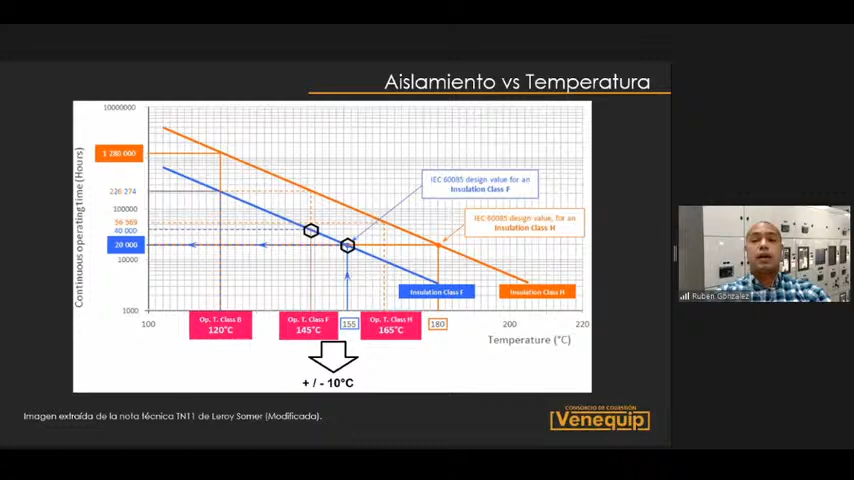 Aislamiento vs Temperatura
10000000
1 280 000
226 274
100000
56 569
40 000
20 000
10000
1000
Continuous operating time (Hours)
IEC 60085 design value for an
Insulation Class F
IEC 60085 design value, for an
Insulation Class H
Insulation Class F
Insulation Class H
100
Op. T. Class B
120°C
Op. T. Class F
145°C
155
Op. T. Class H
165°C
180
200
220
Temperature (°C)
+ / - 10°C
Imagen extraída de la nota técnica TN11 de Leroy Somer (Modificada).
CONSORCIO DE COGESTIÓN
Venequip
Ruben Gonzalez